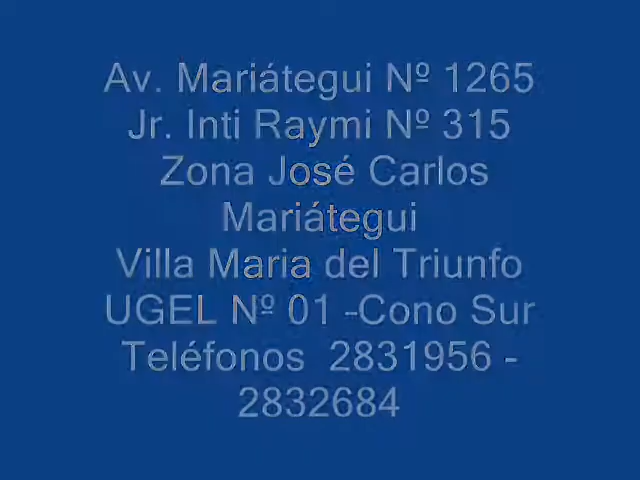 Av. Mariátegui Nº 1265
Jr. Inti Raymi Nº 315
Zona José Carlos
Mariátegui
Villa Maria del Triunfo
UGEL Nº 01 -Cono Sur
Teléfonos  2831956 -
2832684